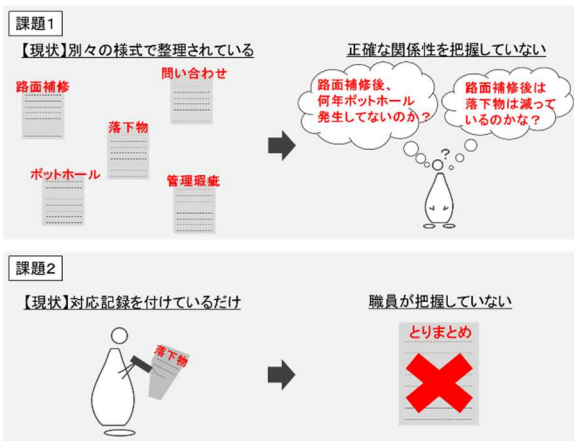 課題1
【現状】別々の様式で整理されている
正確な関係性を把握していない
路面補修
問い合わせ
落下物
ポットホール
管理瑕疵
路面補修後、
何年ポットホール
発生してないのか?
路面補修後は
落下物は減って
いるのかな?
?
課題2
【現状】対応記録を付けているだけ
職員が把握していない
落下物
とりまとめ